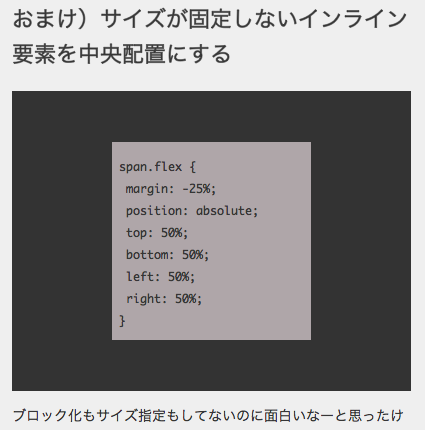 おまけ）サイズが固定しないインライン
要素を中央配置にする
span.flex {
margin: -25%;
position: absolute;
top: 50%;
bottom: 50%;
left: 50%;
right: 50%;
}
ブロック化もサイズ指定もしてないのに面白いなーと思ったけ